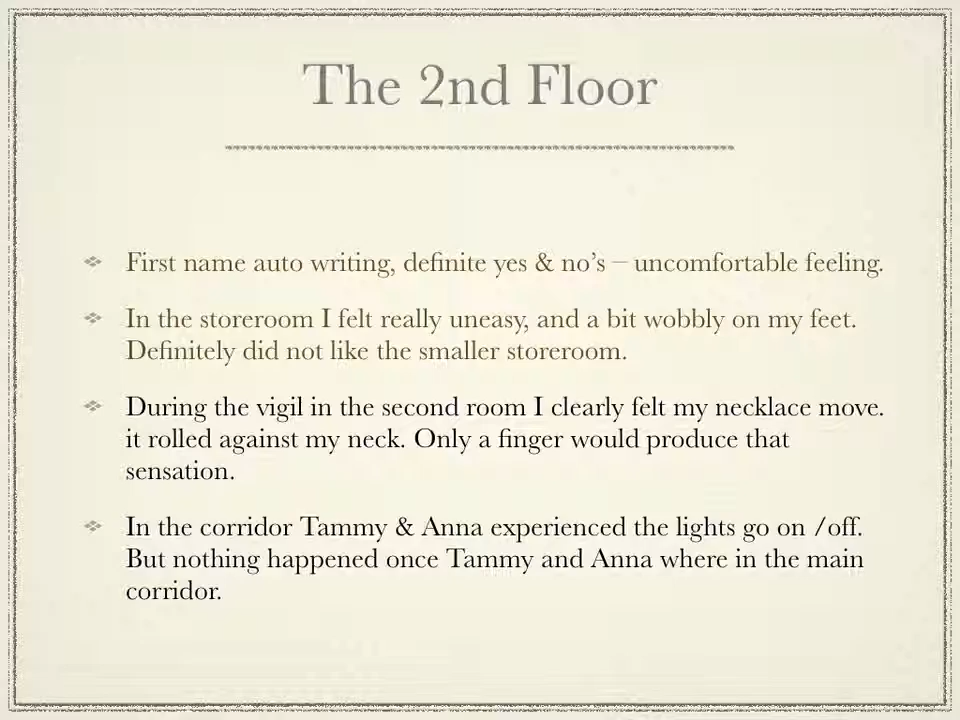 The 2nd Floor
First name auto writing, definite yes & no’s – uncomfortable feeling.
In the storeroom I felt really uneasy, and a bit wobbly on my feet.
Definitely did not like the smaller storeroom.
During the vigil in the second room I clearly felt my necklace move.
it rolled against my neck. Only a finger would produce that
sensation.
In the corridor Tammy & Anna experienced the lights go on /off.
But nothing happened once Tammy and Anna where in the main
corridor.